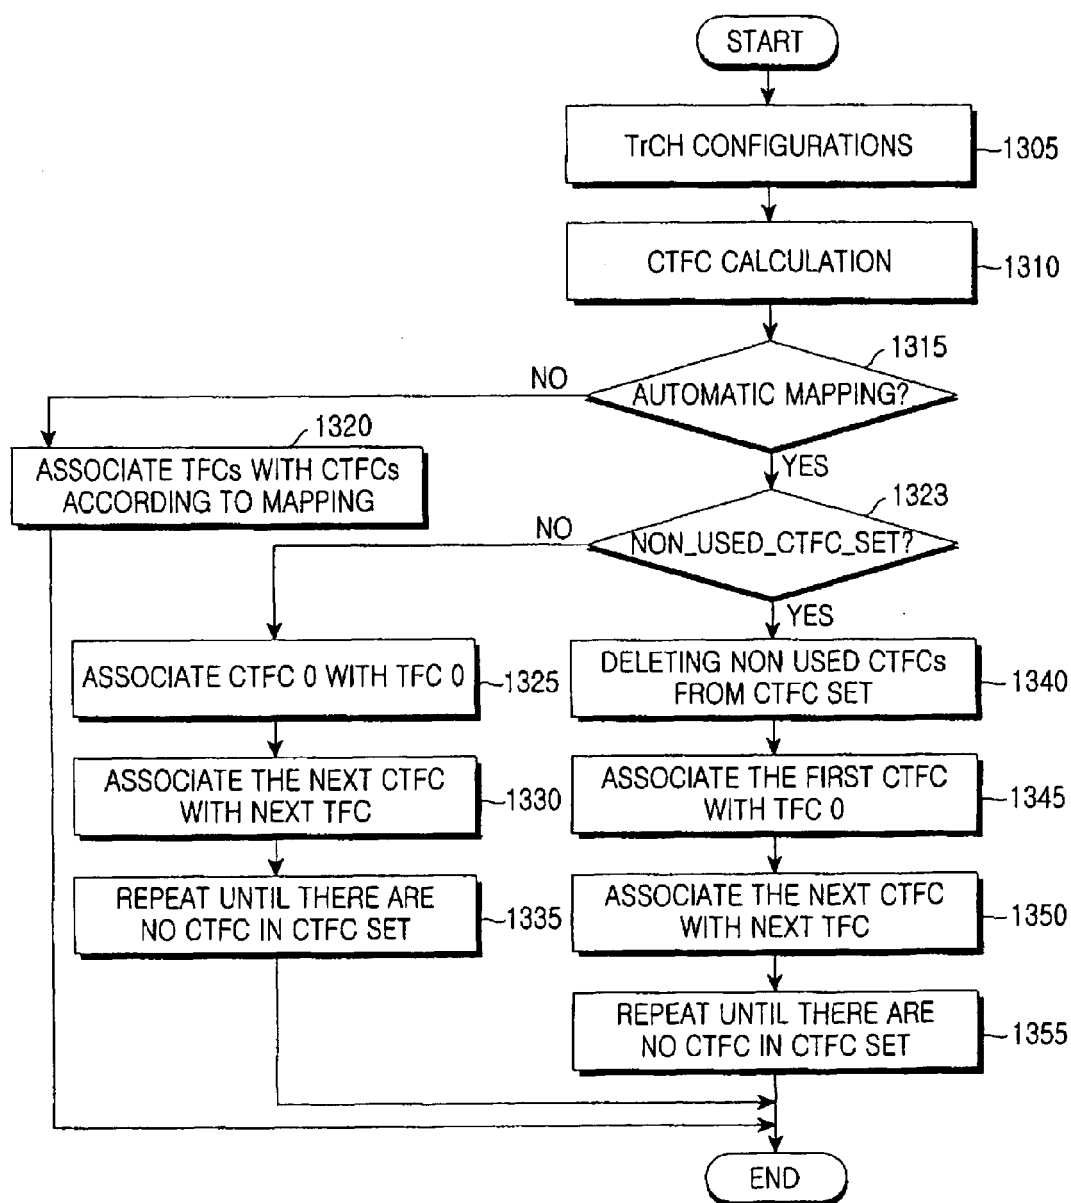 START
TrCH CONFIGURATIONS
1305
CTFC CALCULATION
1310
1315
AUTOMATIC MAPPING?
NO
YES
1320
ASSOCIATE TFCs WITH CTFCs
ACCORDING TO MAPPING
1323
NON_USED_CTFC_SET?
NO
YES
ASSOCIATE CTFC 0 WITH TFC 0
1325
ASSOCIATE THE NEXT CTFC
WITH NEXT TFC
1330
REPEAT UNTIL THERE ARE
NO CTFC IN CTFC SET
1335
DELETING NON USED CTFCs
FROM CTFC SET
1340
ASSOCIATE THE FIRST CTFC
WITH TFC 0
1345
ASSOCIATE THE NEXT CTFC
WITH NEXT TFC
1350
REPEAT UNTIL THERE ARE
NO CTFC IN CTFC SET
1355
END